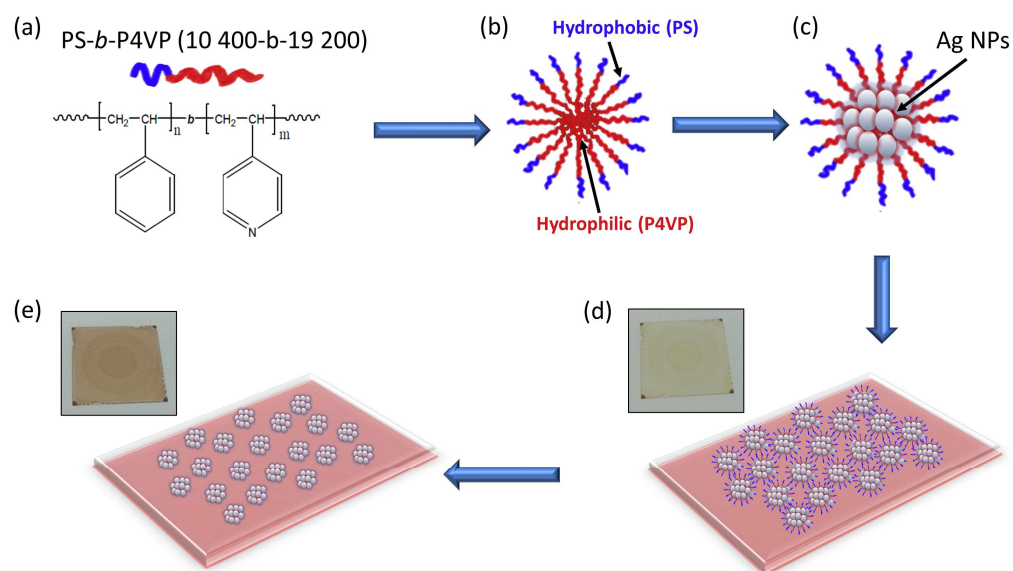 (a)
PS-b-P4VP (10 400-b-19 200)
CH2 CH n b CH2 CH m
N
(b)
Hydrophobic (PS)
Hydrophilic (P4VP)
(c)
Ag NPs
(e)
(d)